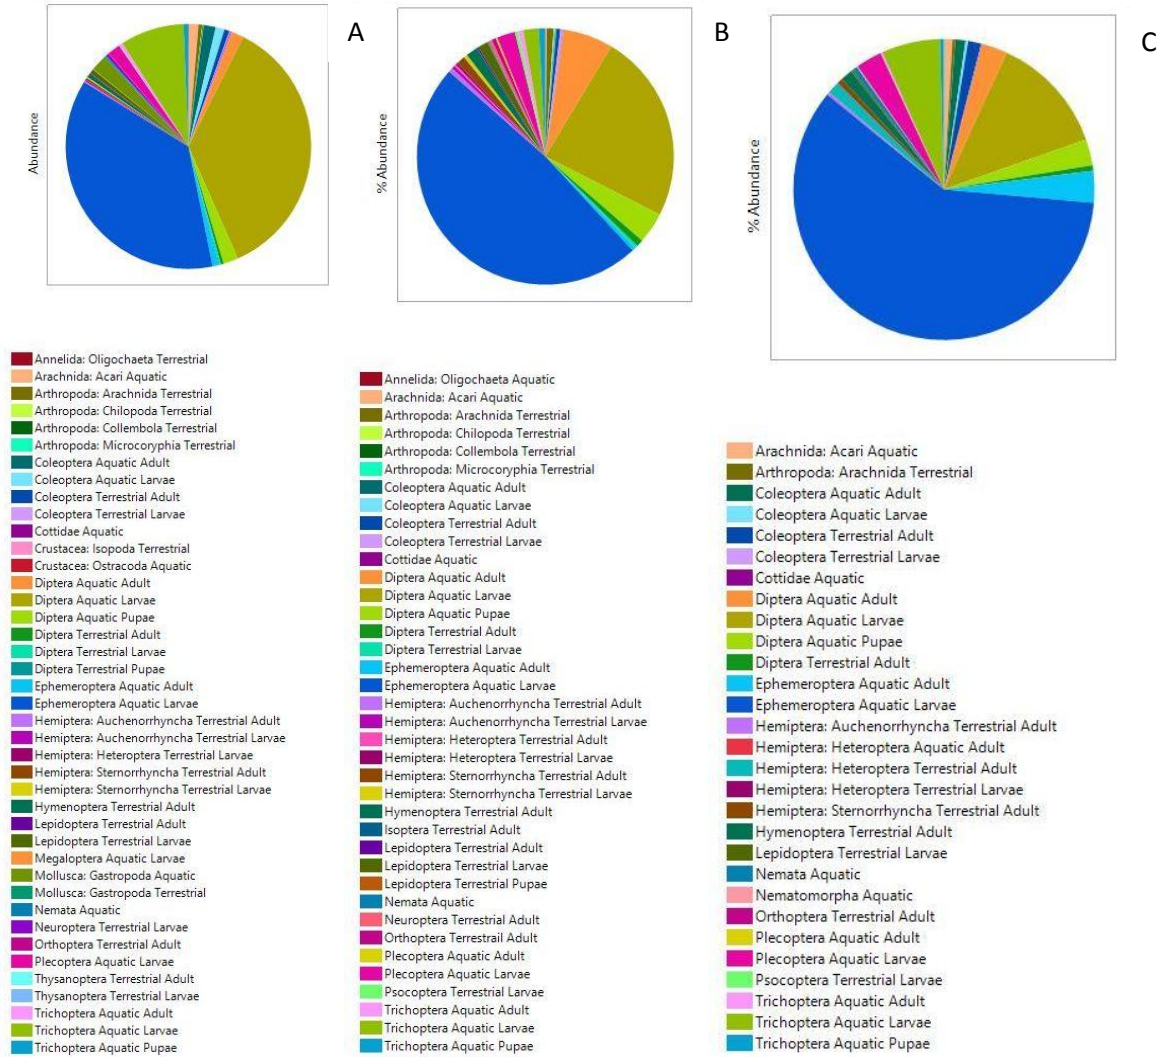 A
Abundance
B
% Abundance
C
% Abundance
Annelida: Oligochaeta Terrestrial
Arachnida: Acari Aquatic
Arthropoda: Arachnida Terrestrial
Arthropoda: Chilopoda Terrestrial
Arthropoda: Collembola Terrestrial
Arthropoda: Microcoryphia Terrestrial
Coleoptera Aquatic Adult
Coleoptera Aquatic Larvae
Coleoptera Terrestrial Adult
Coleoptera Terrestrial Larvae
Cottidae Aquatic
Crustacea: Isopoda Terrestrial
Crustacea: Ostracoda Aquatic
Diptera Aquatic Adult
Diptera Aquatic Larvae
Diptera Aquatic Pupae
Diptera Terrestrial Adult
Diptera Terrestrial Larvae
Diptera Terrestrial Pupae
Ephemeroptera Aquatic Adult
Ephemeroptera Aquatic Larvae
Hemiptera: Auchenorrhyncha Terrestrial Adult
Hemiptera: Auchenorrhyncha Terrestrial Larvae
Hemiptera: Heteroptera Terrestrial Larvae
Hemiptera: Sternorrhyncha Terrestrial Adult
Hemiptera: Sternorrhyncha Terrestrial Larvae
Hymenoptera Terrestrial Adult
Lepidoptera Terrestrial Adult
Lepidoptera Terrestrial Larvae
Megaloptera Aquatic Larvae
Mollusca: Gastropoda Aquatic
Mollusca: Gastropoda Terrestrial
Nemata Aquatic
Neuroptera Terrestrial Larvae
Orthoptera Terrestrial Adult
Plecoptera Aquatic Larvae
Thysanoptera Terrestrial Adult
Thysanoptera Terrestrial Larvae
Trichoptera Aquatic Adult
Trichoptera Aquatic Larvae
Trichoptera Aquatic Pupae
Annelida: Oligochaeta Aquatic
Arachnida: Acari Aquatic
Arthropoda: Arachnida Terrestrial
Arthropoda: Chilopoda Terrestrial
Arthropoda: Collembola Terrestrial
Arthropoda: Microcoryphia Terrestrial
Coleoptera Aquatic Adult
Coleoptera Aquatic Larvae
Coleoptera Terrestrial Adult
Coleoptera Terrestrial Larvae
Cottidae Aquatic
Diptera Aquatic Adult
Diptera Aquatic Larvae
Diptera Aquatic Pupae
Diptera Terrestrial Adult
Diptera Terrestrial Larvae
Ephemeroptera Aquatic Adult
Ephemeroptera Aquatic Larvae
Hemiptera: Auchenorrhyncha Terrestrial Adult
Hemiptera: Auchenorrhyncha Terrestrial Larvae
Hemiptera: Heteroptera Terrestrial Adult
Hemiptera: Heteroptera Terrestrial Larvae
Hemiptera: Sternorrhyncha Terrestrial Adult
Hemiptera: Sternorrhyncha Terrestrial Larvae
Hymenoptera Terrestrial Adult
Isoptera Terrestrial Adult
Lepidoptera Terrestrial Adult
Lepidoptera Terrestrial Larvae
Lepidoptera Terrestrial Pupae
Nemata Aquatic
Neuroptera Terrestrial Adult
Orthoptera Terrestrail Adult
Plecoptera Aquatic Adult
Plecoptera Aquatic Larvae
Psocoptera Terrestrial Larvae
Trichoptera Aquatic Adult
Trichoptera Aquatic Larvae
Trichoptera Aquatic Pupae
Arachnida: Acari Aquatic
Arthropoda: Arachnida Terrestrial
Coleoptera Aquatic Adult
Coleoptera Aquatic Larvae
Coleoptera Terrestrial Adult
Coleoptera Terrestrial Larvae
Cottidae Aquatic
Diptera Aquatic Adult
Diptera Aquatic Larvae
Diptera Aquatic Pupae
Diptera Terrestrial Adult
Ephemeroptera Aquatic Adult
Ephemeroptera Aquatic Larvae
Hemiptera: Auchenorrhyncha Terrestrial Adult
Hemiptera: Heteroptera Aquatic Adult
Hemiptera: Heteroptera Terrestrial Adult
Hemiptera: Heteroptera Terrestrial Larvae
Hemiptera: Sternorrhyncha Terrestrial Adult
Hymenoptera Terrestrial Adult
Lepidoptera Terrestrial Larvae
Nemata Aquatic
Nematomorpha Aquatic
Orthoptera Terrestrial Adult
Plecoptera Aquatic Adult
Plecoptera Aquatic Larvae
Psocoptera Terrestrial Larvae
Trichoptera Aquatic Adult
Trichoptera Aquatic Larvae
Trichoptera Aquatic Pupae